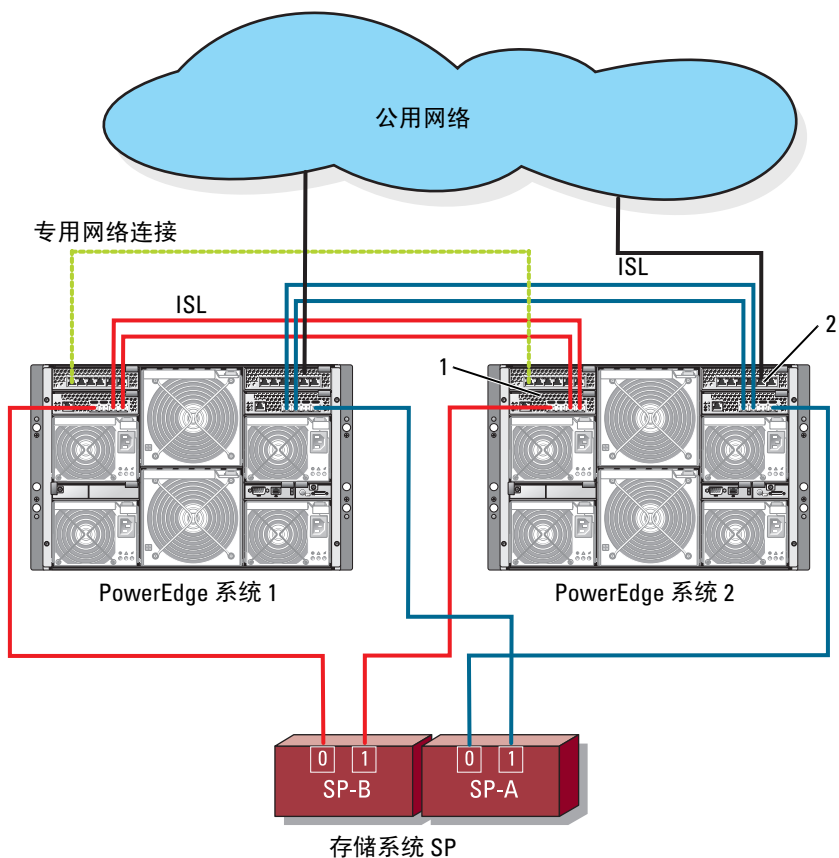 公用网络
专用网络连接
ISL
ISL
1
2
PowerEdge 系统 1
PowerEdge 系统 2
0 1
0 1
SP-B
SP-A
存储系统 SP